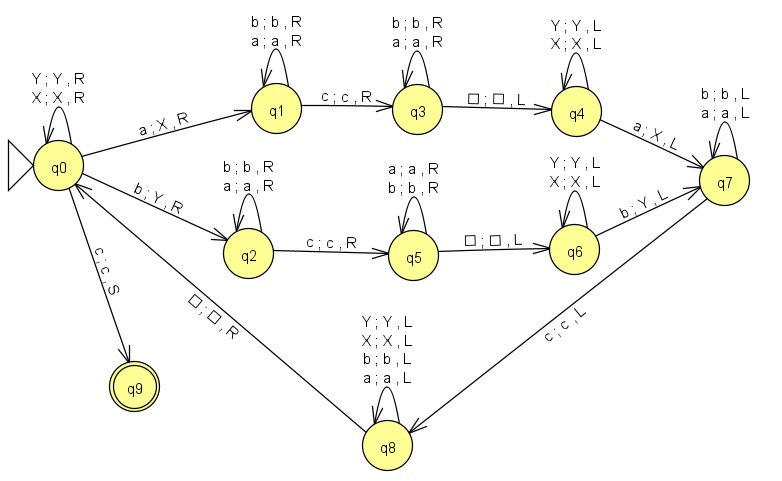 b ; b , R
a ; a , R
b ; b , R
a ; a , R
Y ; Y , L
X ; X , L
Y ; Y , R
X ; X , R
b ; b , L
a ; a , L
q1
c ; c , R
q3
□ ; □ , L
q4
a ; X , R
a ; X , L
q0
b ; b , R
a ; a , R
a ; a , R
b ; b , R
Y ; Y , L
X ; X , L
q7
b ; Y , R
b ; Y , L
q2
c ; c , R
q5
□ ; □ , L
q6
c ; c , S
□ ; □ , R
c ; c , L
Y ; Y , L
X ; X , L
b ; b , L
a ; a , L
q9
q8